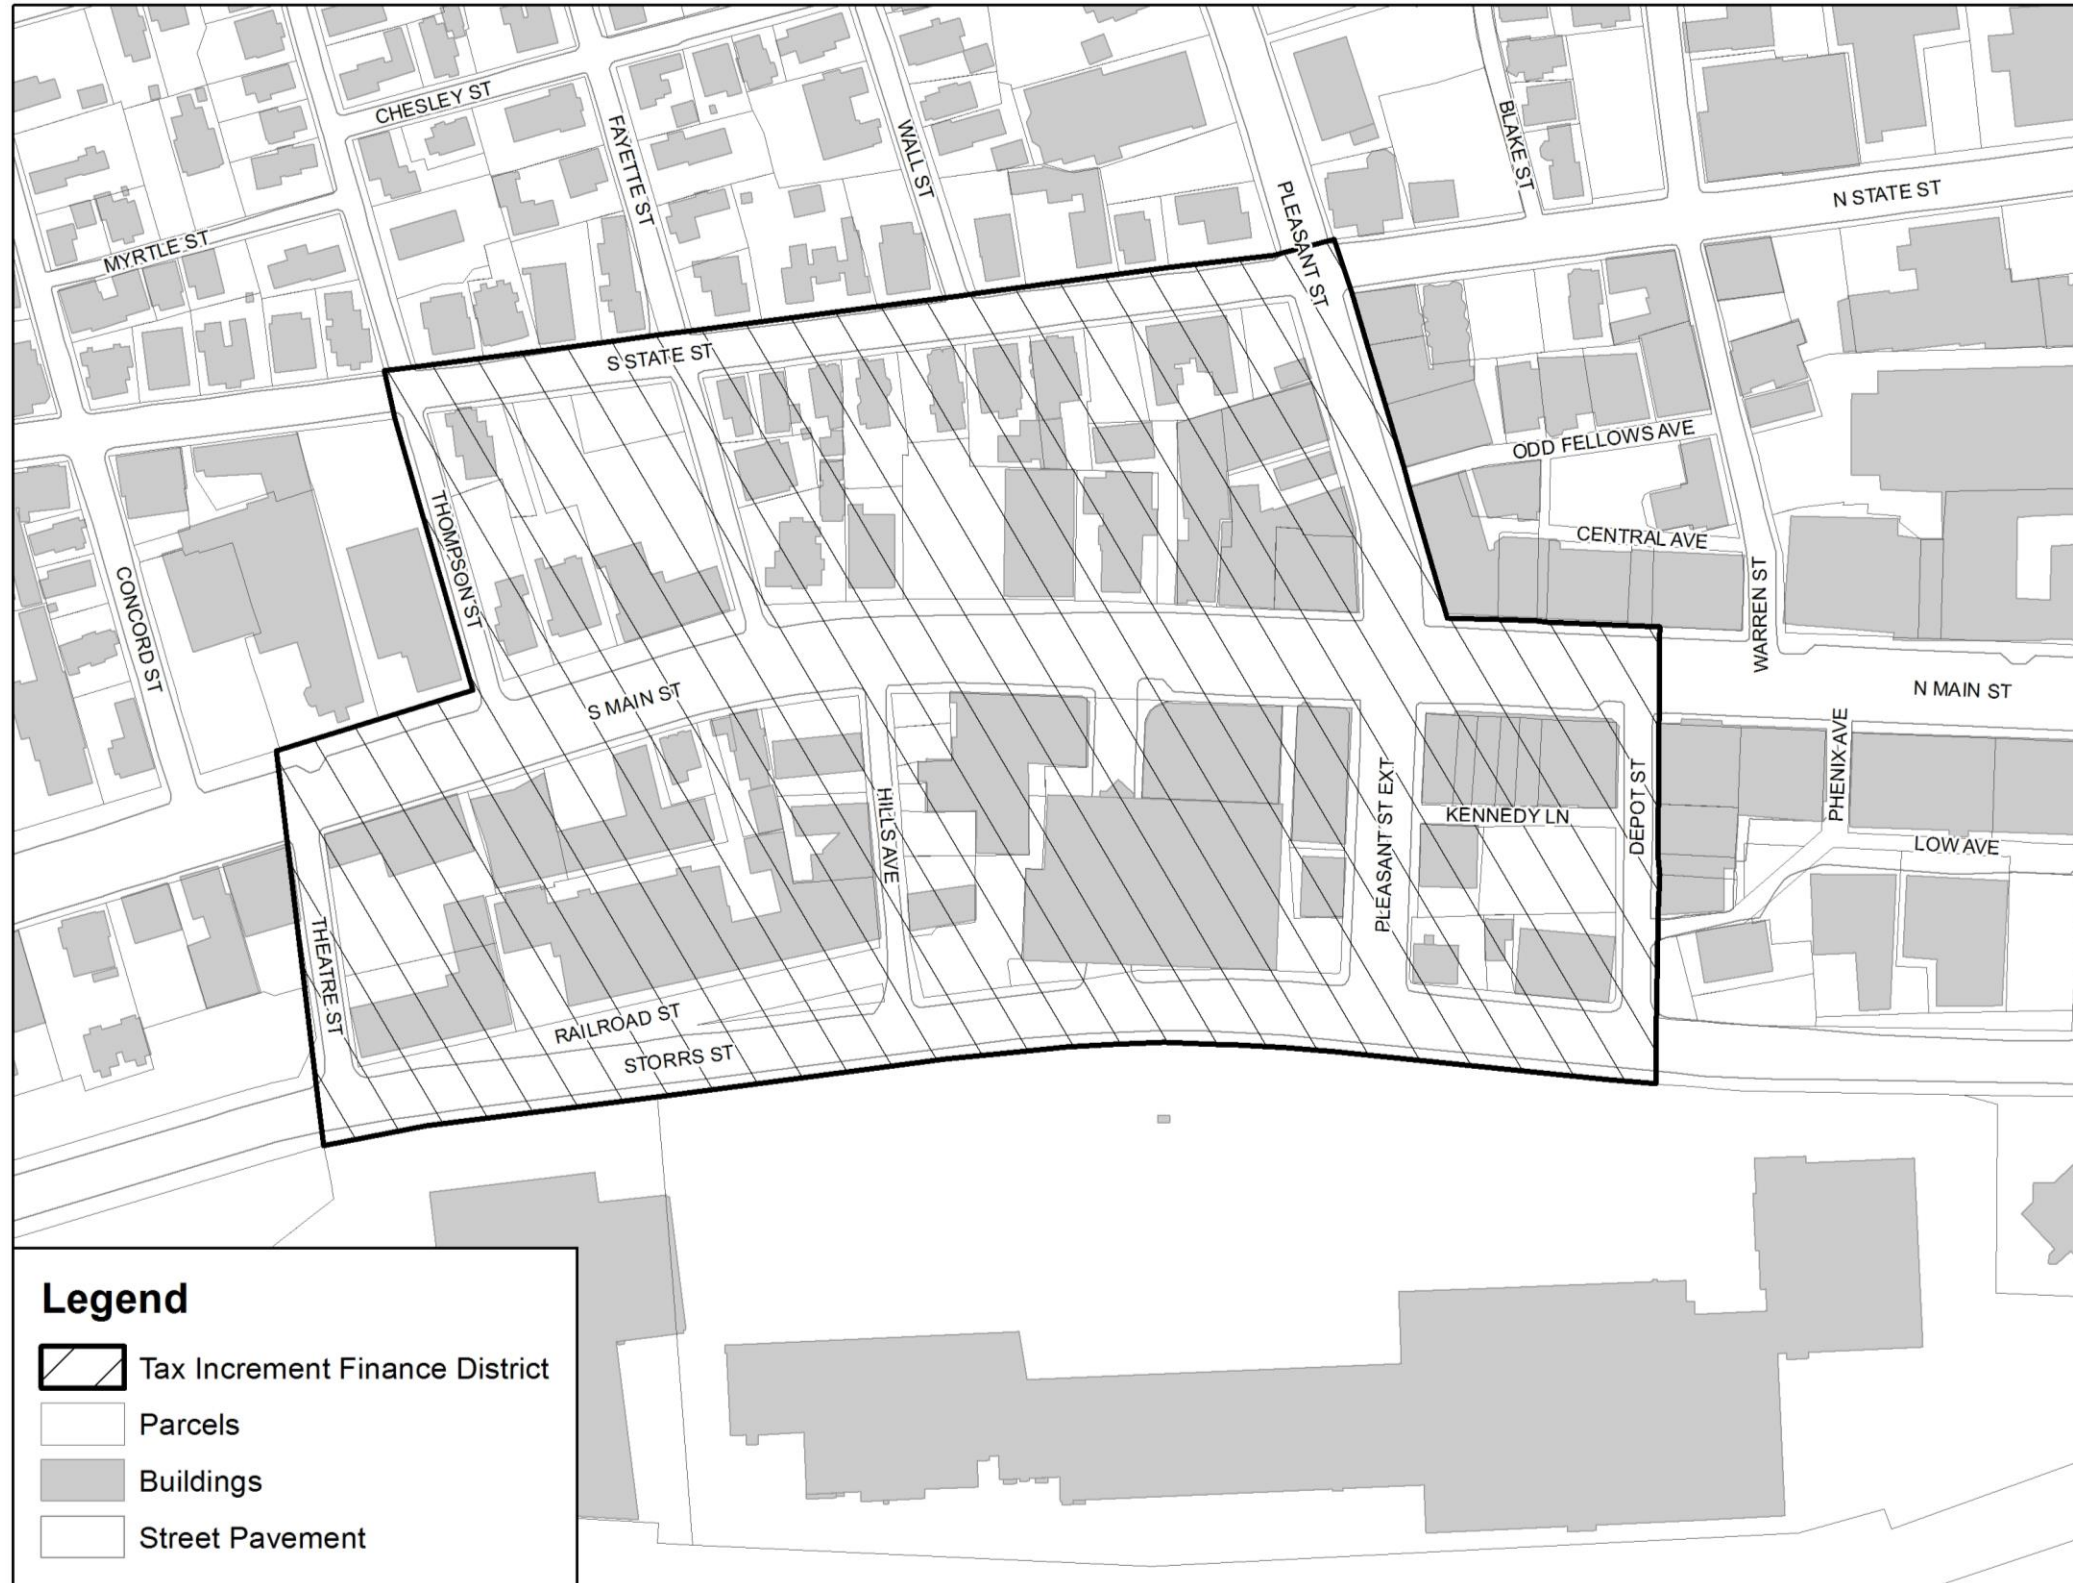 CHESLEY ST
FAYETTE ST
WALL ST
BLAKE ST
N STATE ST
PLEASANT ST
MYRTLE ST
S STATE ST
ODD FELLOWS AVE
CENTRAL AVE
THOMPSON ST
CONCORD ST
WARREN ST
S MAIN ST
N MAIN ST
HILLS AVE
PLEASANT ST EXT
KENNEDY LN
DEPOT ST
PHENIX AVE
LOW AVE
THEATRE ST
RAILROAD ST
STORRS ST
Legend
Tax Increment Finance District
Parcels
Buildings
Street Pavement